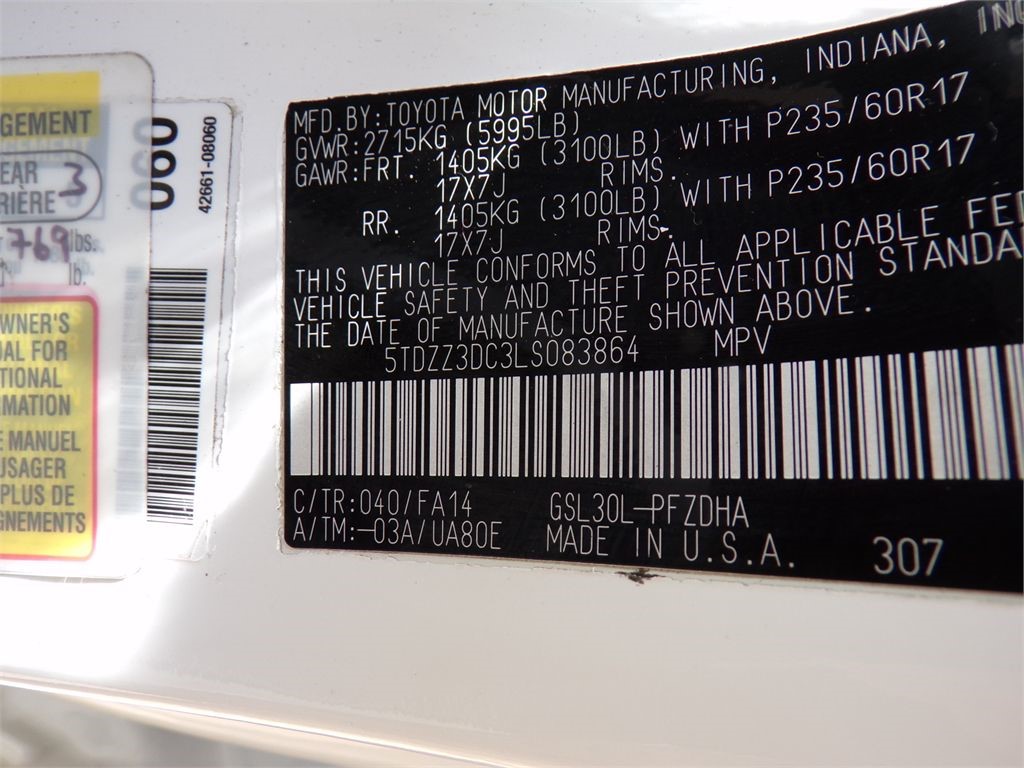 GEMENT
EAR
RIÈRE 3
769 lbs.
lb.
WNER'S
UAL FOR
TIONAL
MATION
E MANUEL
USAGER
PLUS DE
GNEMENTS
060
42661-08060
MFD.BY:TOYOTA MOTOR MANUFACTURING, INDIANA, INC
GVWR:2715KG (5995LB)
GAWR:FRT. 1405KG (3100LB) WITH P235/60R17
17X7J RIMS.
RR. 1405KG (3100LB) WITH P235/60R17
17X7J RIMS.
THIS VEHICLE CONFORMS TO ALL APPLICABLE FE
VEHICLE SAFETY AND THEFT PREVENTION STANDA
THE DATE OF MANUFACTURE SHOWN ABOVE.
5TDZZ3DC3LS083864 MPV
C/TR:040/FA14 GSL30L-PFZDHA
A/TM:-03A/UA80E MADE IN U.S.A. 307